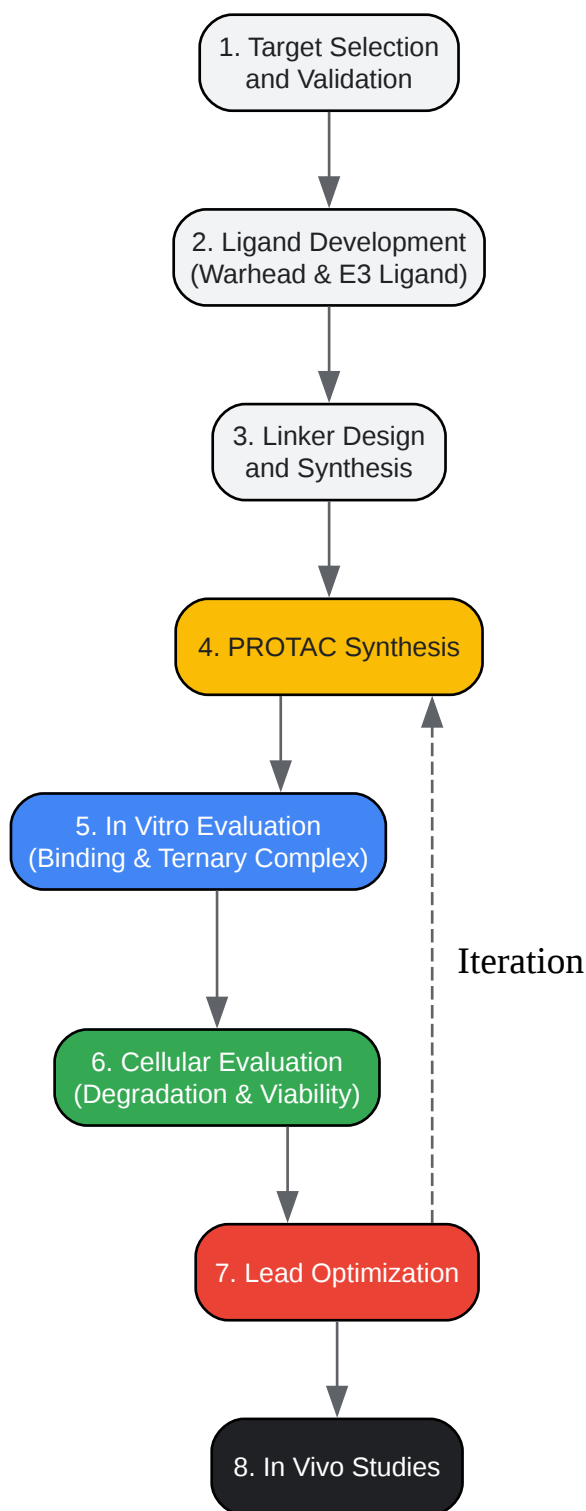 1. Target Selection
and Validation
2. Ligand Development
(Warhead & E3 Ligand)
3. Linker Design
and Synthesis
4. PROTAC Synthesis
5. In Vitro Evaluation
(Binding & Ternary Complex)
Iteration
6. Cellular Evaluation
(Degradation & Viability)
7. Lead Optimization
8. In Vivo Studies